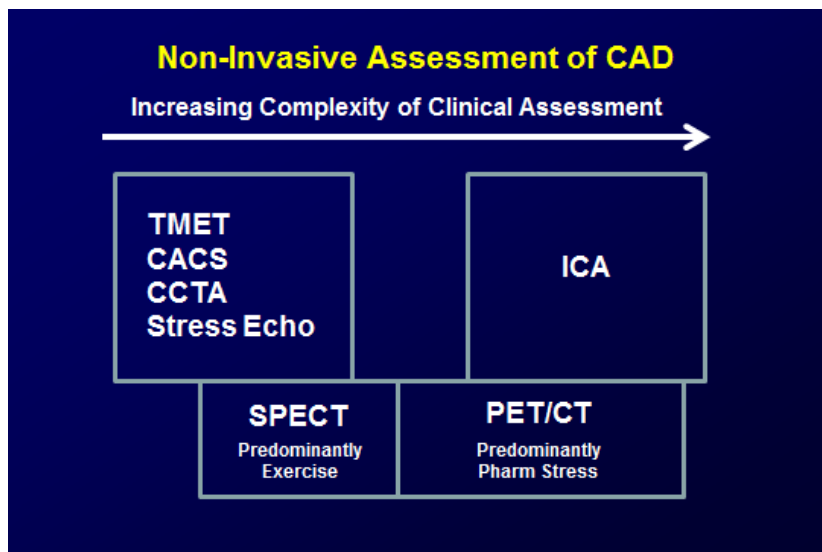 Non-Invasive Assessment of CAD
Increasing Complexity of Clinical Assessment
TMET
CACS
CCTA
Stress Echo
ICA
SPECT
Predominantly
Exercise
PET/CT
Predominantly
Pharm Stress